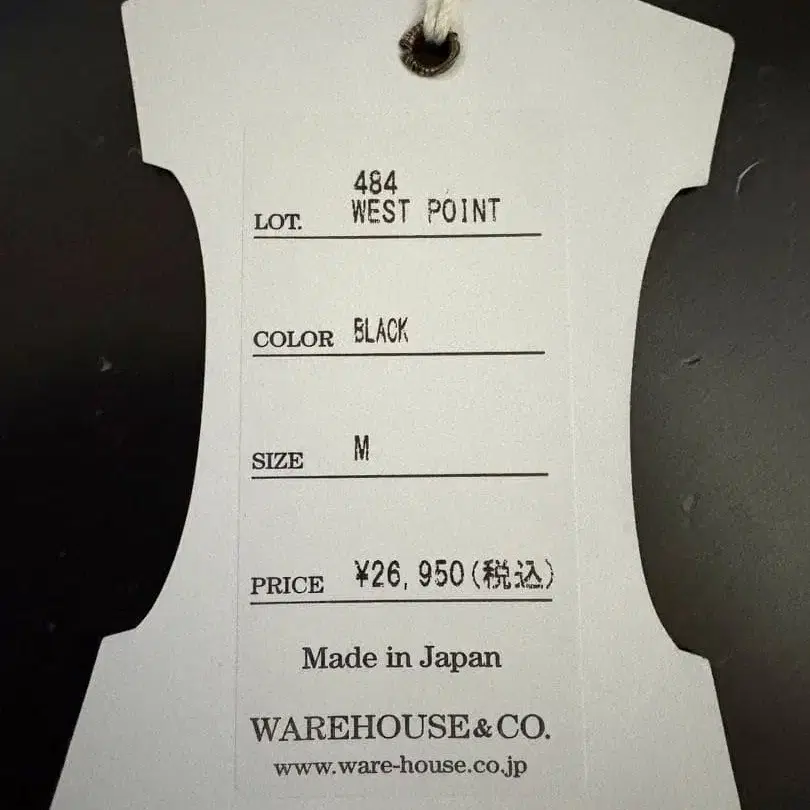 484
LOT. WEST POINT
COLOR BLACK
SIZE M
PRICE ¥26,950(税込)
Made in Japan
WAREHOUSE&CO.
www.ware-house.co.jp